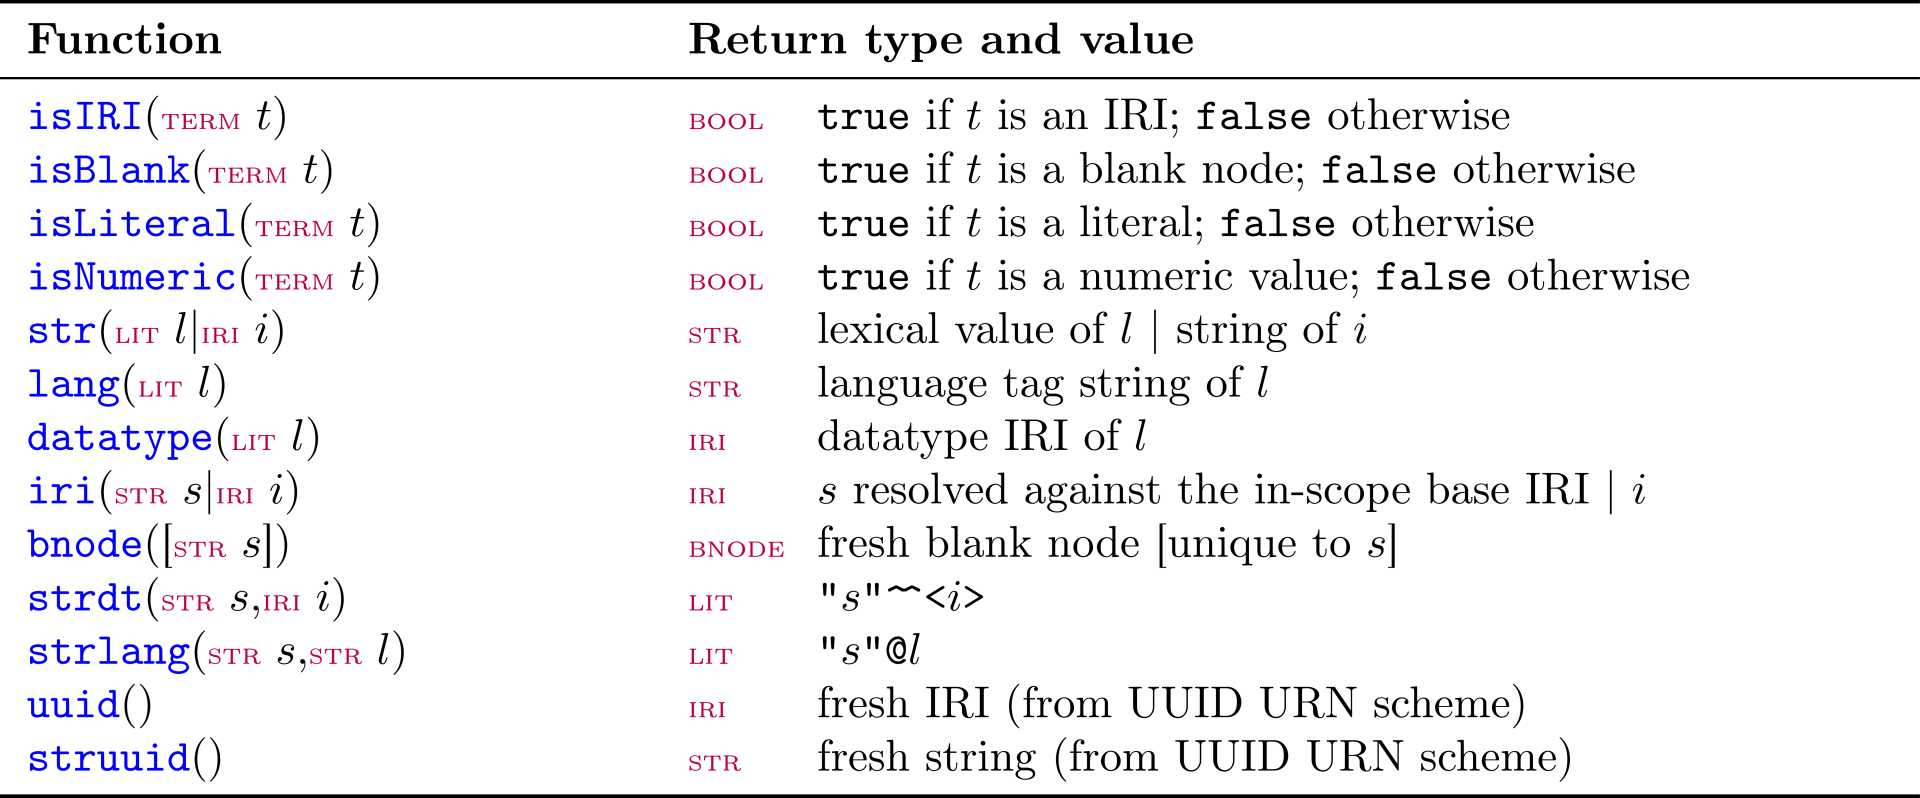 Function Return type and value
isIRI(TERM t) BOOL true if t is an IRI; false otherwise
isBlank(TERM t) BOOL true if t is a blank node; false otherwise
isLiteral(TERM t) BOOL true if t is a literal; false otherwise
isNumeric(TERM t) BOOL true if t is a numeric value; false otherwise
str(LIT l|IRI i) STR lexical value of l | string of i
lang(LIT l) STR language tag string of l
datatype(LIT l) IRI datatype IRI of l
iri(STR s|IRI i) IRI s resolved against the in-scope base IRI | i
bnode([STR s]) BNODE fresh blank node [unique to s]
strdt(STR s,IRI i) LIT "s"^^<i>
strlang(STR s,STR l) LIT "s"@l
uuid() IRI fresh IRI (from UUID URN scheme)
struuid() STR fresh string (from UUID URN scheme)